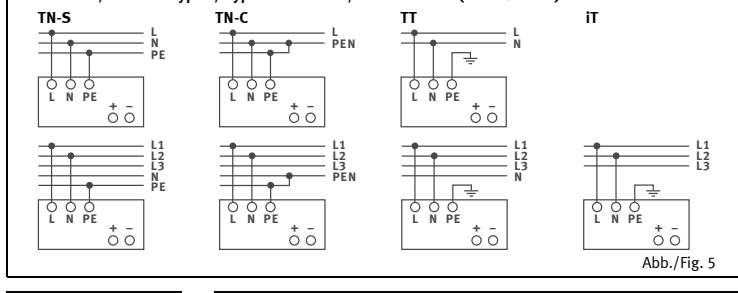 TN-S TN-C TT iT
L L L
N PEN N
PE
L N PE L N PE L N PE
+ − + − + −
L1 L1 L1 L1
L2 L2 L2 L2
L3 L3 L3 L3
N PEN N
PE
L N PE L N PE L N PE L N PE
+ − + − + − + −
Abb./Fig. 5